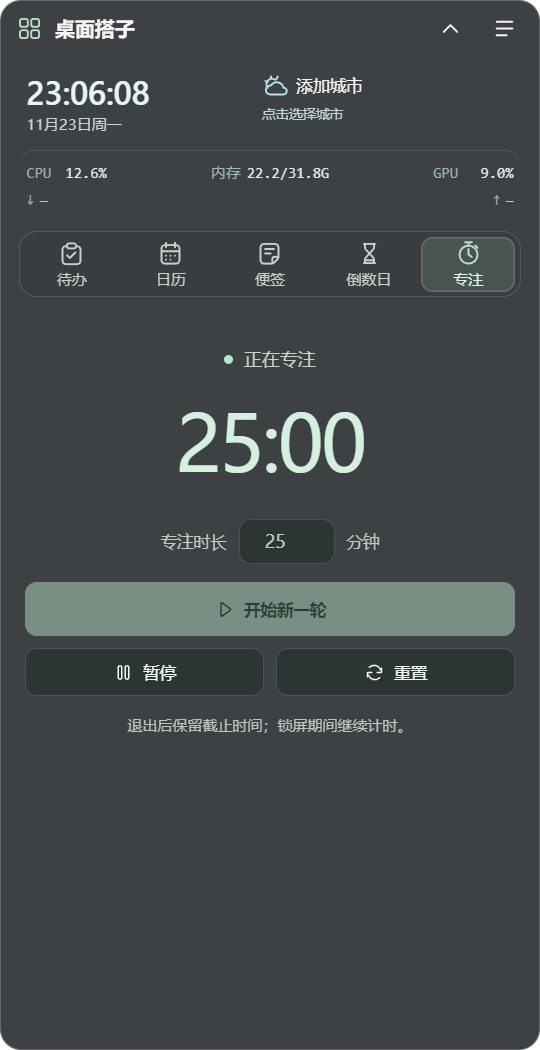 桌面搭子
23:06:08
11月23日周一
添加城市
点击选择城市
CPU 12.6% 内存 22.2/31.8G GPU 9.0%
↓ — ↑ —
待办 日历 便签 倒数日 专注
正在专注
25:00
专注时长 25 分钟
开始新一轮
暂停 重置
退出后保留截止时间；锁屏期间继续计时。